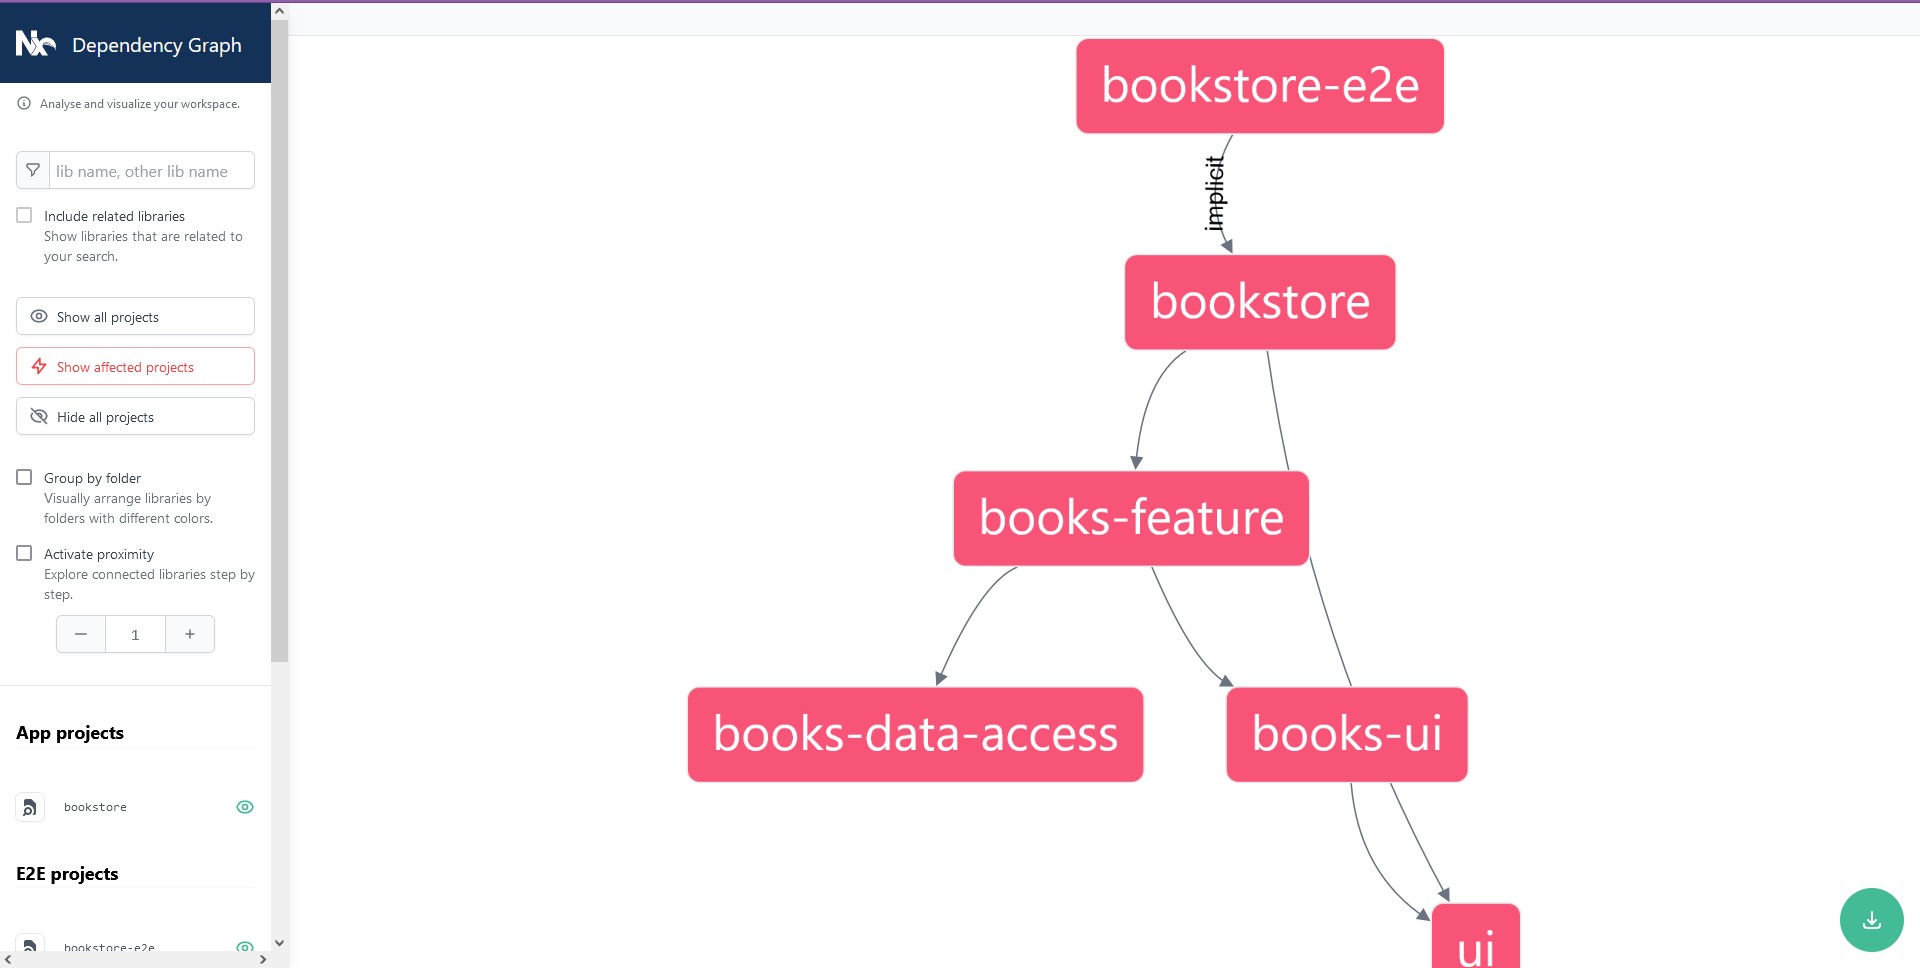 Nx Dependency Graph
Analyse and visualize your workspace.
lib name, other lib name
Include related libraries
Show libraries that are related to
your search.
Show all projects
Show affected projects
Hide all projects
Group by folder
Visually arrange libraries by
folders with different colors.
Activate proximity
Explore connected libraries step by
step.
1
App projects
bookstore
E2E projects
bookstore-e2e
bookstore-e2e
implicit
bookstore
books-feature
books-data-access
books-ui
ui